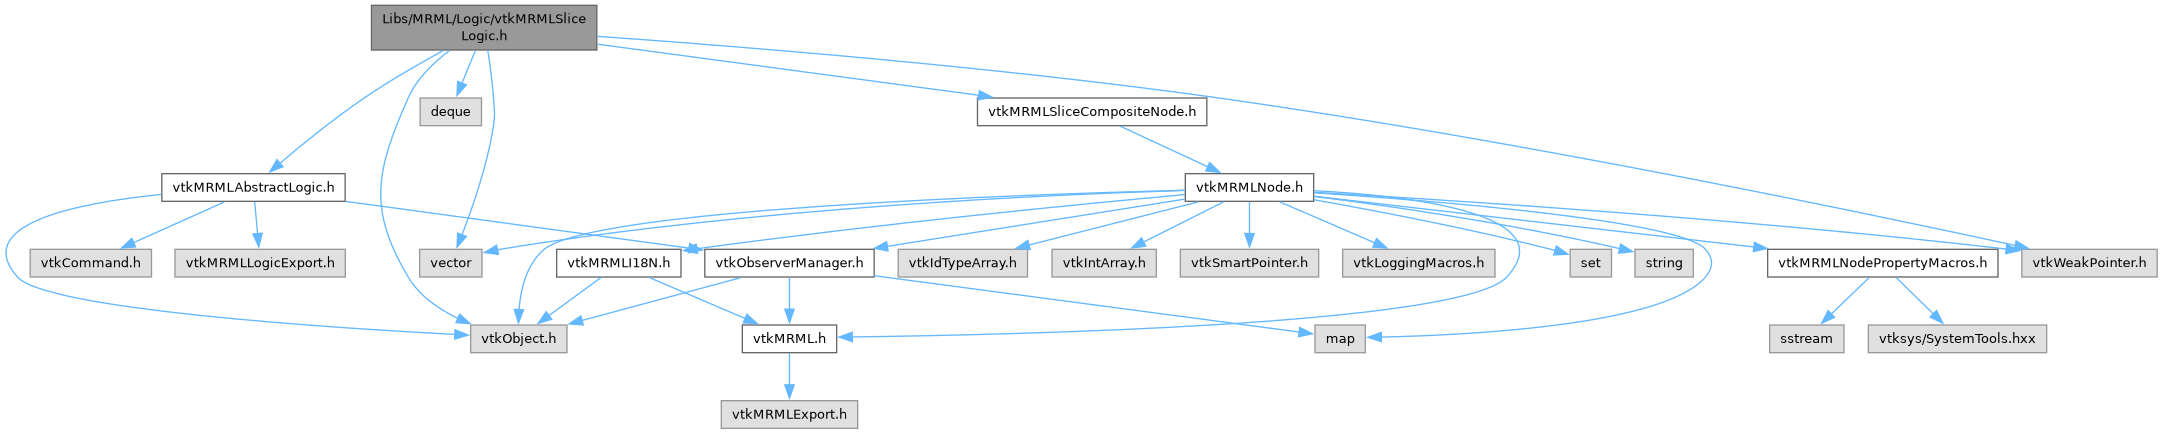 Libs/MRML/Logic/vtkMRMLSlice
Logic.h
deque
vtkMRMLSliceCompositeNode.h
vtkMRMLAbstractLogic.h
vtkMRMLNode.h
vtkCommand.h
vtkMRMLLogicExport.h
vector
vtkMRMLI18N.h
vtkObserverManager.h
vtkIdTypeArray.h
vtkIntArray.h
vtkSmartPointer.h
vtkLoggingMacros.h
set
string
vtkMRMLNodePropertyMacros.h
vtkWeakPointer.h
vtkObject.h
vtkMRML.h
map
sstream
vtksys/SystemTools.hxx
vtkMRMLExport.h